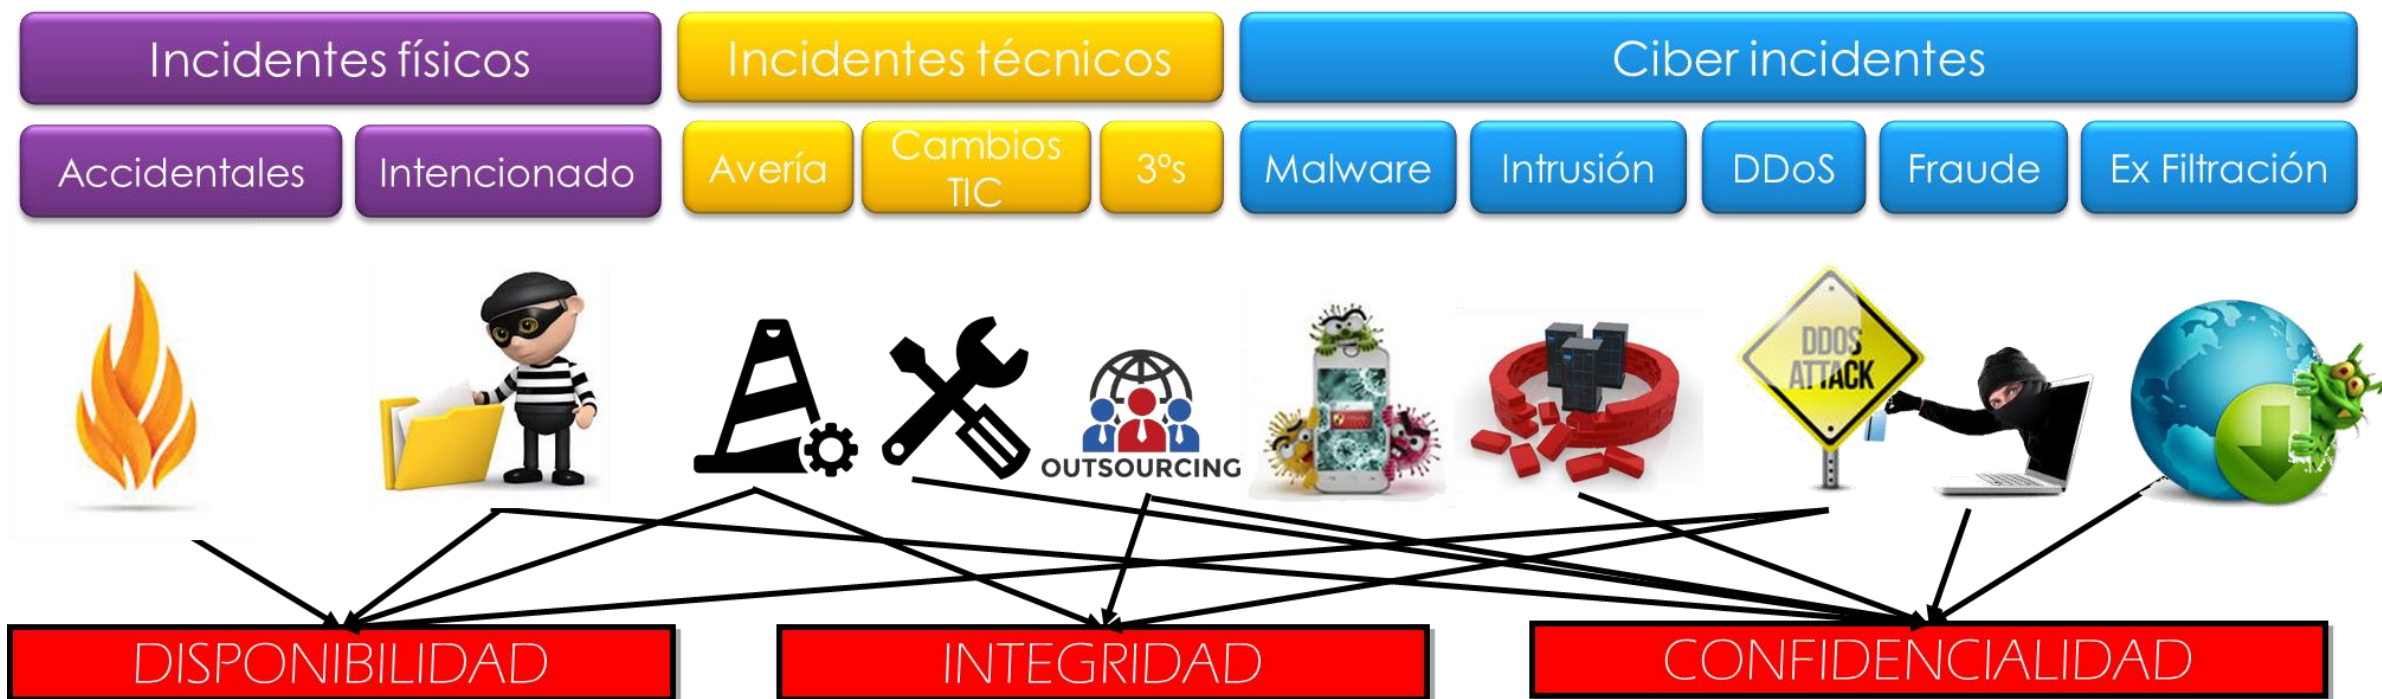 Incidentes físicos
Incidentes técnicos
Ciber incidentes
Accidentales
Intencionado
Avería
Cambios
TIC
3ºs
Malware
Intrusión
DDoS
Fraude
Ex Filtración
OUTSOURCING
DDOS
ATTACK
DISPONIBILIDAD
INTEGRIDAD
CONFIDENCIALIDAD